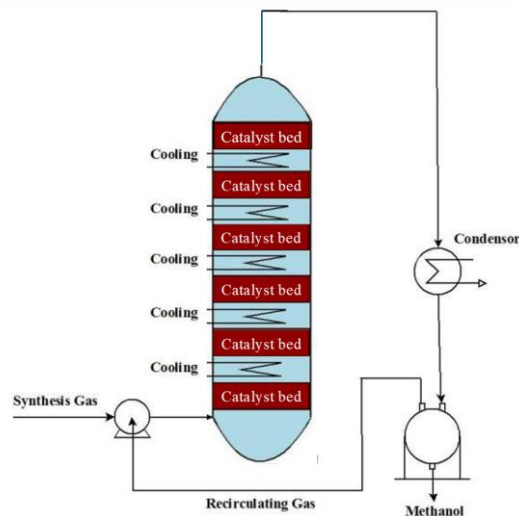 Catalyst bed
Cooling
Catalyst bed
Cooling
Catalyst bed
Cooling
Catalyst bed
Cooling
Catalyst bed
Cooling
Catalyst bed
Condensor
Synthesis Gas
Recirculating Gas
Methanol